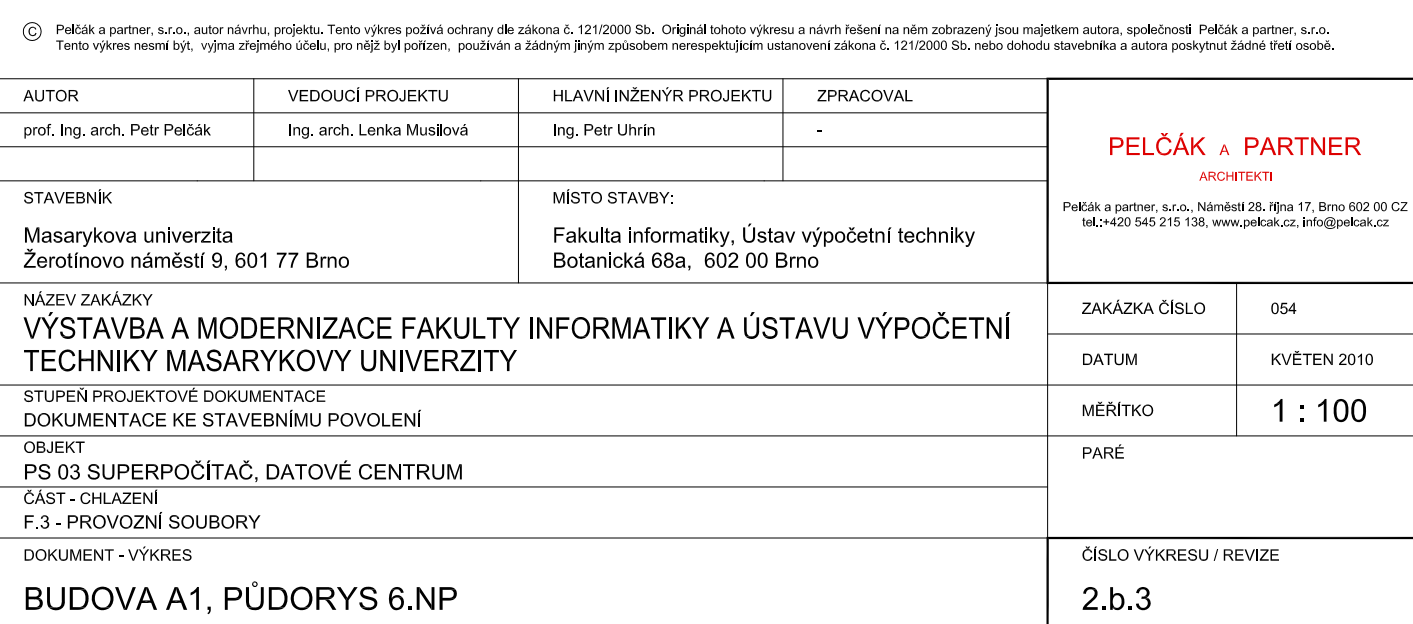 © Pelčák a partner, s.r.o., autor návrhu, projektu. Tento výkres požívá ochrany dle zákona č. 121/2000 Sb. Originál tohoto výkresu a návrh řešení na něm zobrazený jsou majetkem autora, společnosti Pelčák a partner, s.r.o.
Tento výkres nesmí být, vyjma zřejmého účelu, pro nějž byl pořízen, používán a žádným jiným způsobem nerespektujícím ustanovení zákona č. 121/2000 Sb. nebo dohodu stavebníka a autora poskytnut žádné třetí osobě.
AUTOR
VEDOUCÍ PROJEKTU
HLAVNÍ INŽENÝR PROJEKTU
ZPRACOVAL
prof. Ing. arch. Petr Pelčák
Ing. arch. Lenka Musilová
Ing. Petr Uhrín
-
PELČÁK A PARTNER
ARCHITEKTI
Pelčák a partner, s.r.o., Náměstí 28. října 17, Brno 602 00 CZ
tel.:+420 545 215 138, www.pelcak.cz, info@pelcak.cz
STAVEBNÍK
Masarykova univerzita
Žerotínovo náměstí 9, 601 77 Brno
MÍSTO STAVBY:
Fakulta informatiky, Ústav výpočetní techniky
Botanická 68a, 602 00 Brno
NÁZEV ZAKÁZKY
VÝSTAVBA A MODERNIZACE FAKULTY INFORMATIKY A ÚSTAVU VÝPOČETNÍ
TECHNIKY MASARYKOVY UNIVERZITY
ZAKÁZKA ČÍSLO
054
DATUM
KVĚTEN 2010
STUPEŇ PROJEKTOVÉ DOKUMENTACE
DOKUMENTACE KE STAVEBNÍMU POVOLENÍ
MĚŘÍTKO
1 : 100
OBJEKT
PS 03 SUPERPOČÍTAČ, DATOVÉ CENTRUM
PARÉ
ČÁST - CHLAZENÍ
F.3 - PROVOZNÍ SOUBORY
DOKUMENT - VÝKRES
BUDOVA A1, PŮDORYS 6.NP
ČÍSLO VÝKRESU / REVIZE
2.b.3